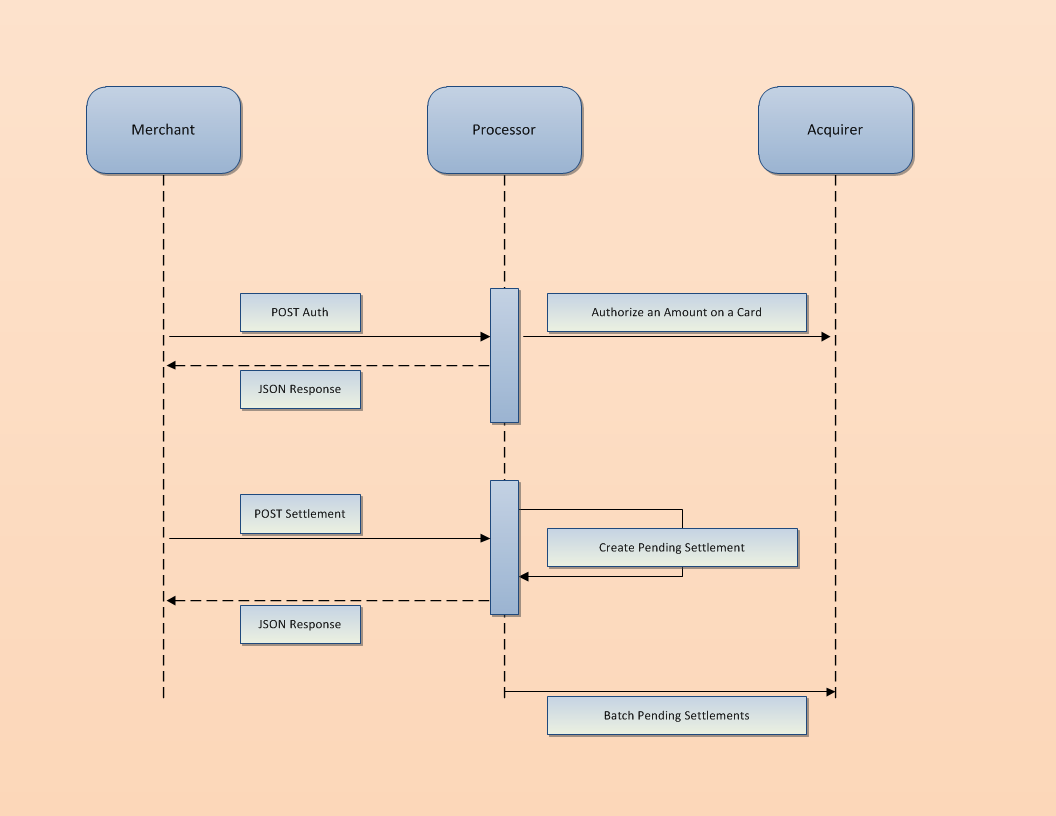 Merchant
Processor
Acquirer
POST Auth
Authorize an Amount on a Card
JSON Response
POST Settlement
Create Pending Settlement
JSON Response
Batch Pending Settlements